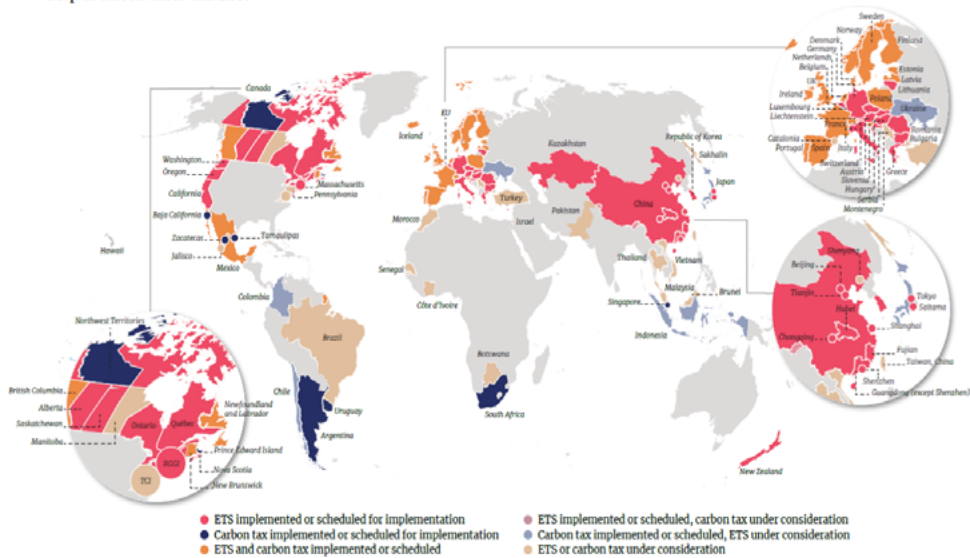 Canada
Washington
Oregon
California
Baja California
Zacatecas
Tamaulipas
Jalisco
Mexico
Hawaii
Massachusetts
Pennsylvania
Colombia
Brazil
Chile
Uruguay
Argentina
Iceland
EU
Morocco
Senegal
Côte d'Ivoire
Botswana
South Africa
Turkey
Israel
Kazakhstan
Pakistan
China
Republic of Korea
Sakhalin
Japan
Thailand
Vietnam
Malaysia
Brunei
Singapore
Indonesia
New Zealand
Sweden
Norway
Denmark
Germany
Netherlands
Belgium
UK
Ireland
Luxembourg
Liechtenstein
France
Catalonia
Portugal
Spain
Italy
Switzerland
Austria
Slovenia
Hungary
Serbia
Montenegro
Greece
Finland
Estonia
Latvia
Lithuania
Poland
Ukraine
Romania
Bulgaria
Shenyang
Beijing
Tianjin
Hubei
Chongqing
Tokyo
Saitama
Shanghai
Fujian
Taiwan, China
Shenzhen
Guangdong (except Shenzhen)
Northwest Territories
British Columbia
Alberta
Saskatchewan
Manitoba
Ontario
Québec
Newfoundland
and Labrador
Prince Edward Island
Nova Scotia
New Brunswick
RGGI
TCI
ETS implemented or scheduled for implementation
Carbon tax implemented or scheduled for implementation
ETS and carbon tax implemented or scheduled
ETS implemented or scheduled, carbon tax under consideration
Carbon tax implemented or scheduled, ETS under consideration
ETS or carbon tax under consideration